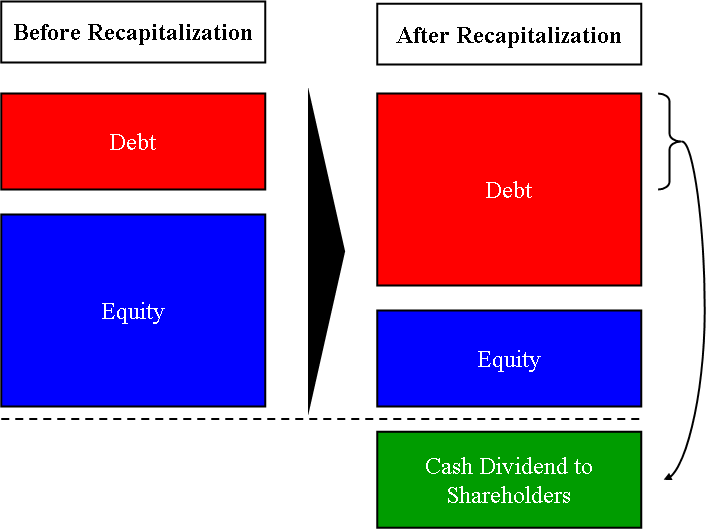 Before Recapitalization
After Recapitalization
Debt
Debt
Equity
Equity
Cash Dividend to
Shareholders